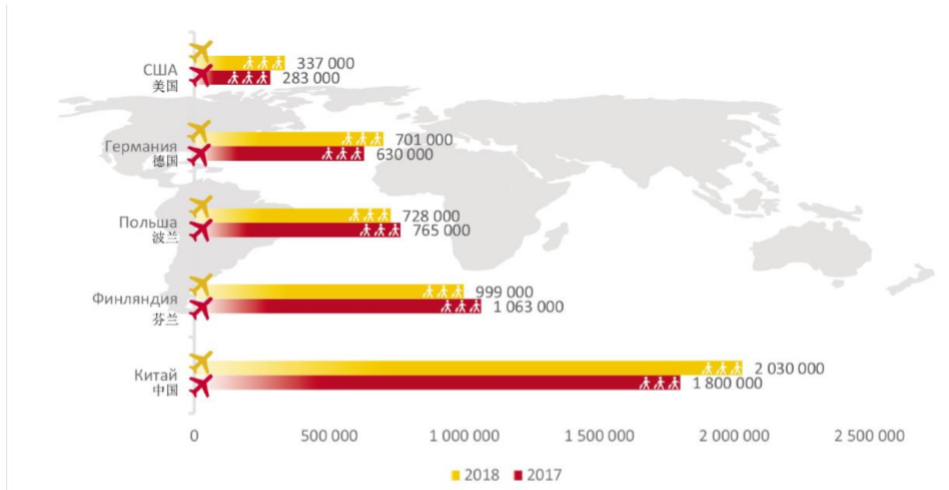 США
美国
337 000
283 000
Германия
德国
701 000
630 000
Польша
波兰
728 000
765 000
Финляндия
芬兰
999 000
1 063 000
Китай
中国
2 030 000
1 800 000
0 500 000 1 000 000 1 500 000 2 000 000 2 500 000
2018 2017